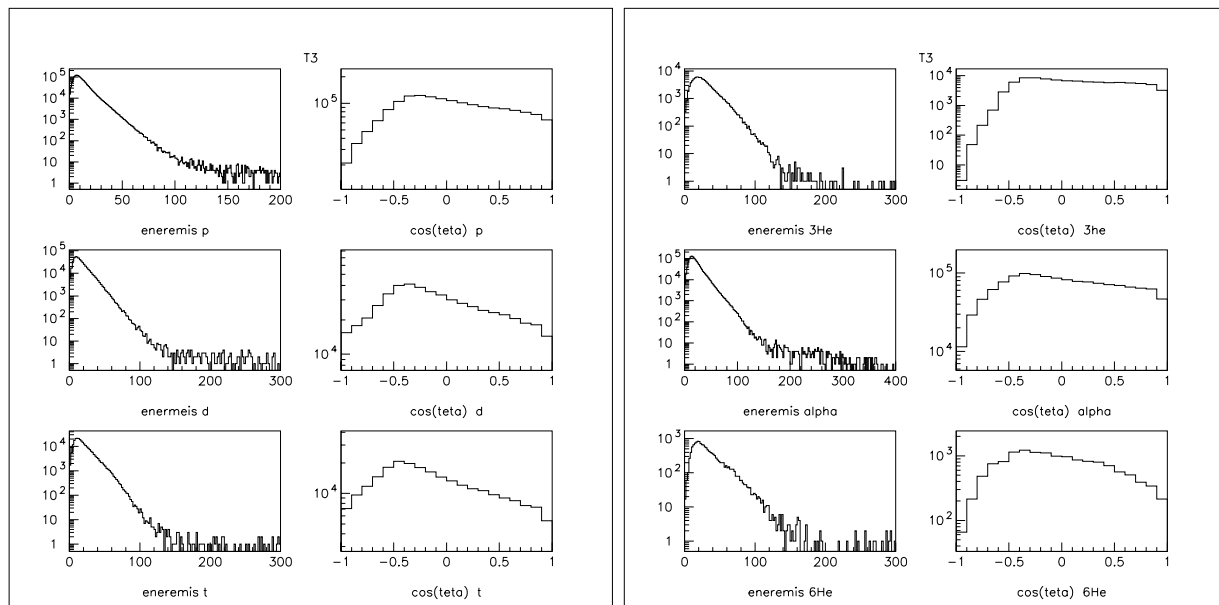 T3
10^5
10^4
10^3
10^2
10
1
0 50 100 150 200
eneremis p
10^5
-1 -0.5 0 0.5 1
cos(teta) p
10^5
10^4
10^3
10^2
10
1
0 100 200 300
enermeis d
10^4
-1 -0.5 0 0.5 1
cos(teta) d
10^4
10^3
10^2
10
1
0 100 200 300
eneremis t
10^4
-1 -0.5 0 0.5 1
cos(teta) t
T3
10^4
10^3
10^2
10
1
0 100 200 300
eneremis 3He
10^4
10^3
10^2
10
-1 -0.5 0 0.5 1
cos(teta) 3he
10^5
10^4
10^3
10^2
10
1
0 100 200 300 400
eneremis alpha
10^5
10^4
-1 -0.5 0 0.5 1
cos(teta) alpha
10^3
10^2
10
1
0 100 200 300
eneremis 6He
10^3
10^2
-1 -0.5 0 0.5 1
cos(teta) 6He